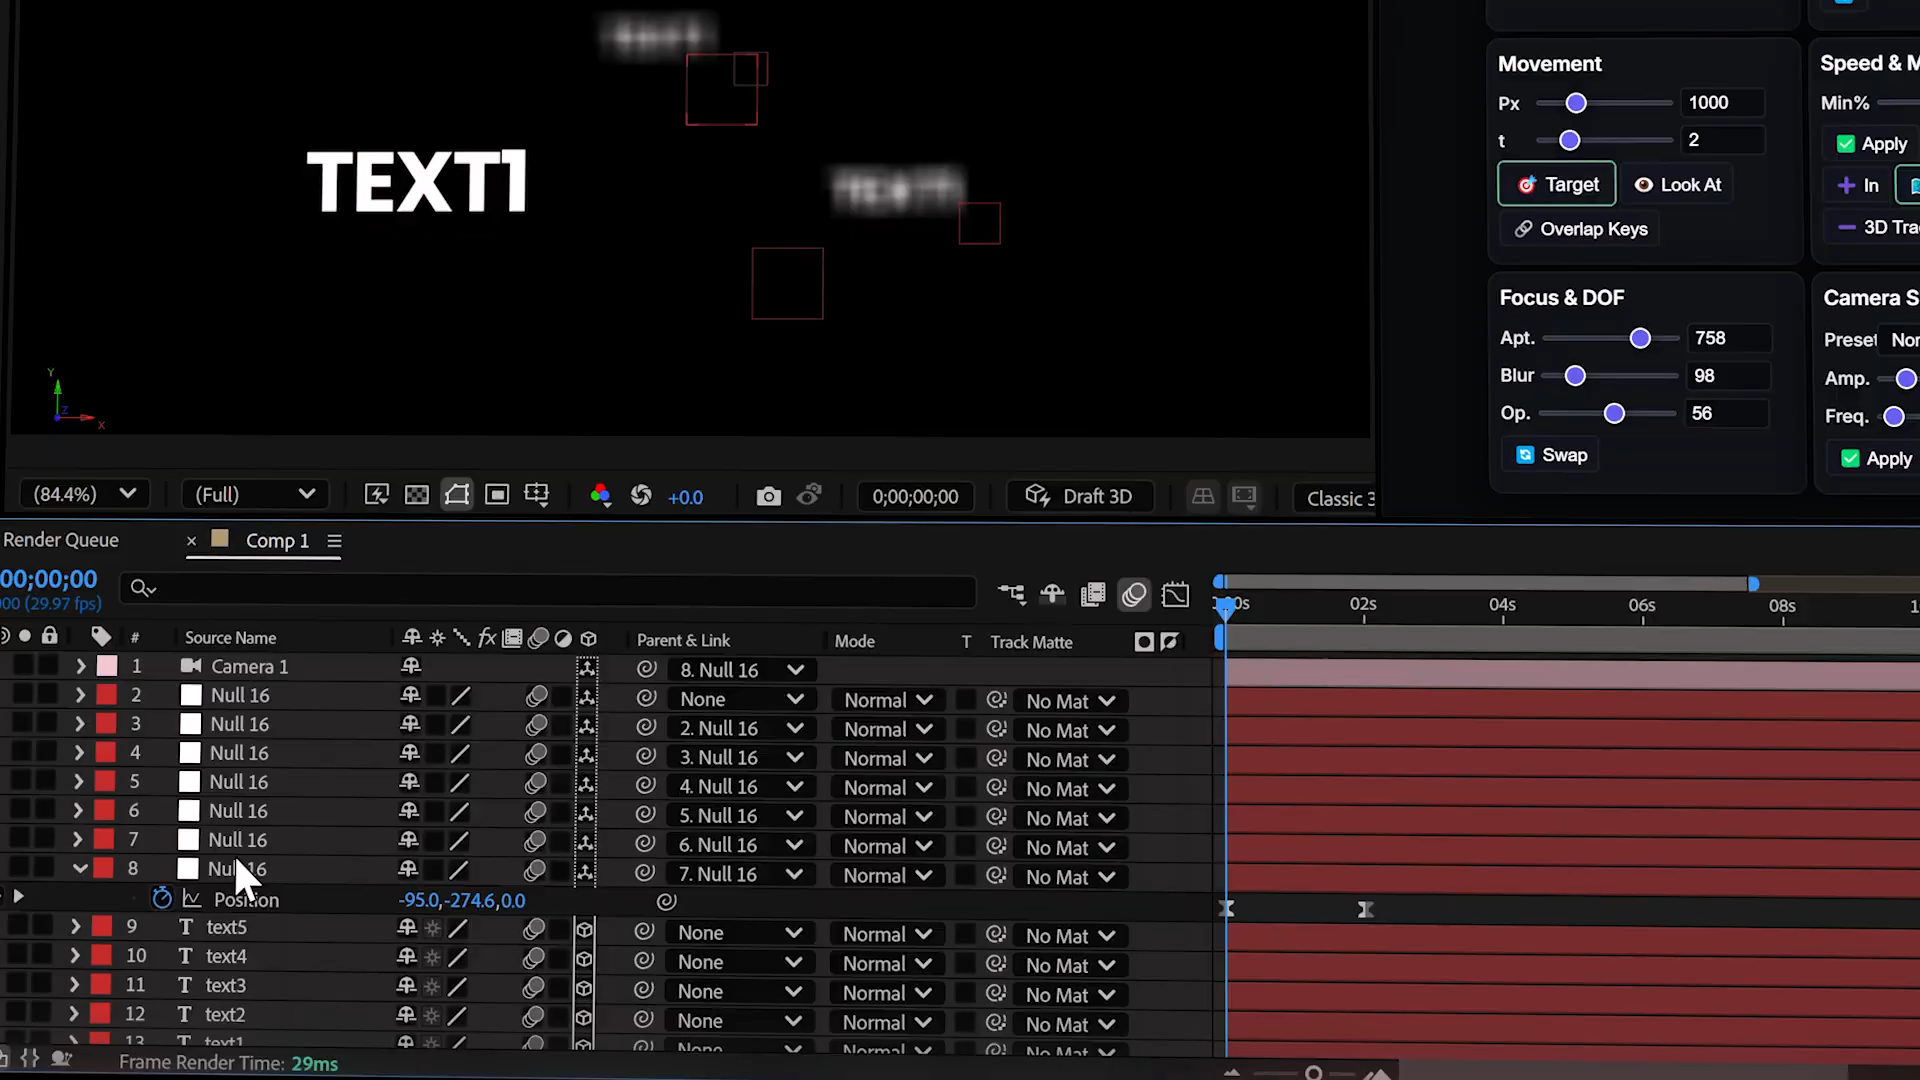 TEXT1
Y
Z
X
Movement
Px 1000
t 2
Target Look At
Overlap Keys
Speed & M
Min%
Apply
In
3D Tra
Focus & DOF
Apt. 758
Blur 98
Op. 56
Swap
Camera S
Preset Nor
Amp.
Freq.
Apply
(84.4%) (Full) +0.0 0;00;00;00 Draft 3D Classic 3
Render Queue × Comp 1
00;00;00
000 (29.97 fps)
02s 04s 06s 08s
# Source Name fx Parent & Link Mode T Track Matte
1 Camera 1 8. Null 16
2 Null 16 None Normal No Mat
3 Null 16 2. Null 16 Normal No Mat
4 Null 16 3. Null 16 Normal No Mat
5 Null 16 4. Null 16 Normal No Mat
6 Null 16 5. Null 16 Normal No Mat
7 Null 16 6. Null 16 Normal No Mat
8 Null 16 7. Null 16 Normal No Mat
Position -95.0,-274.6,0.0
9 T text5 None Normal No Mat
10 T text4 None Normal No Mat
11 T text3 None Normal No Mat
12 T text2 None Normal No Mat
13 text1 None Normal No Mat
Frame Render Time: 29ms